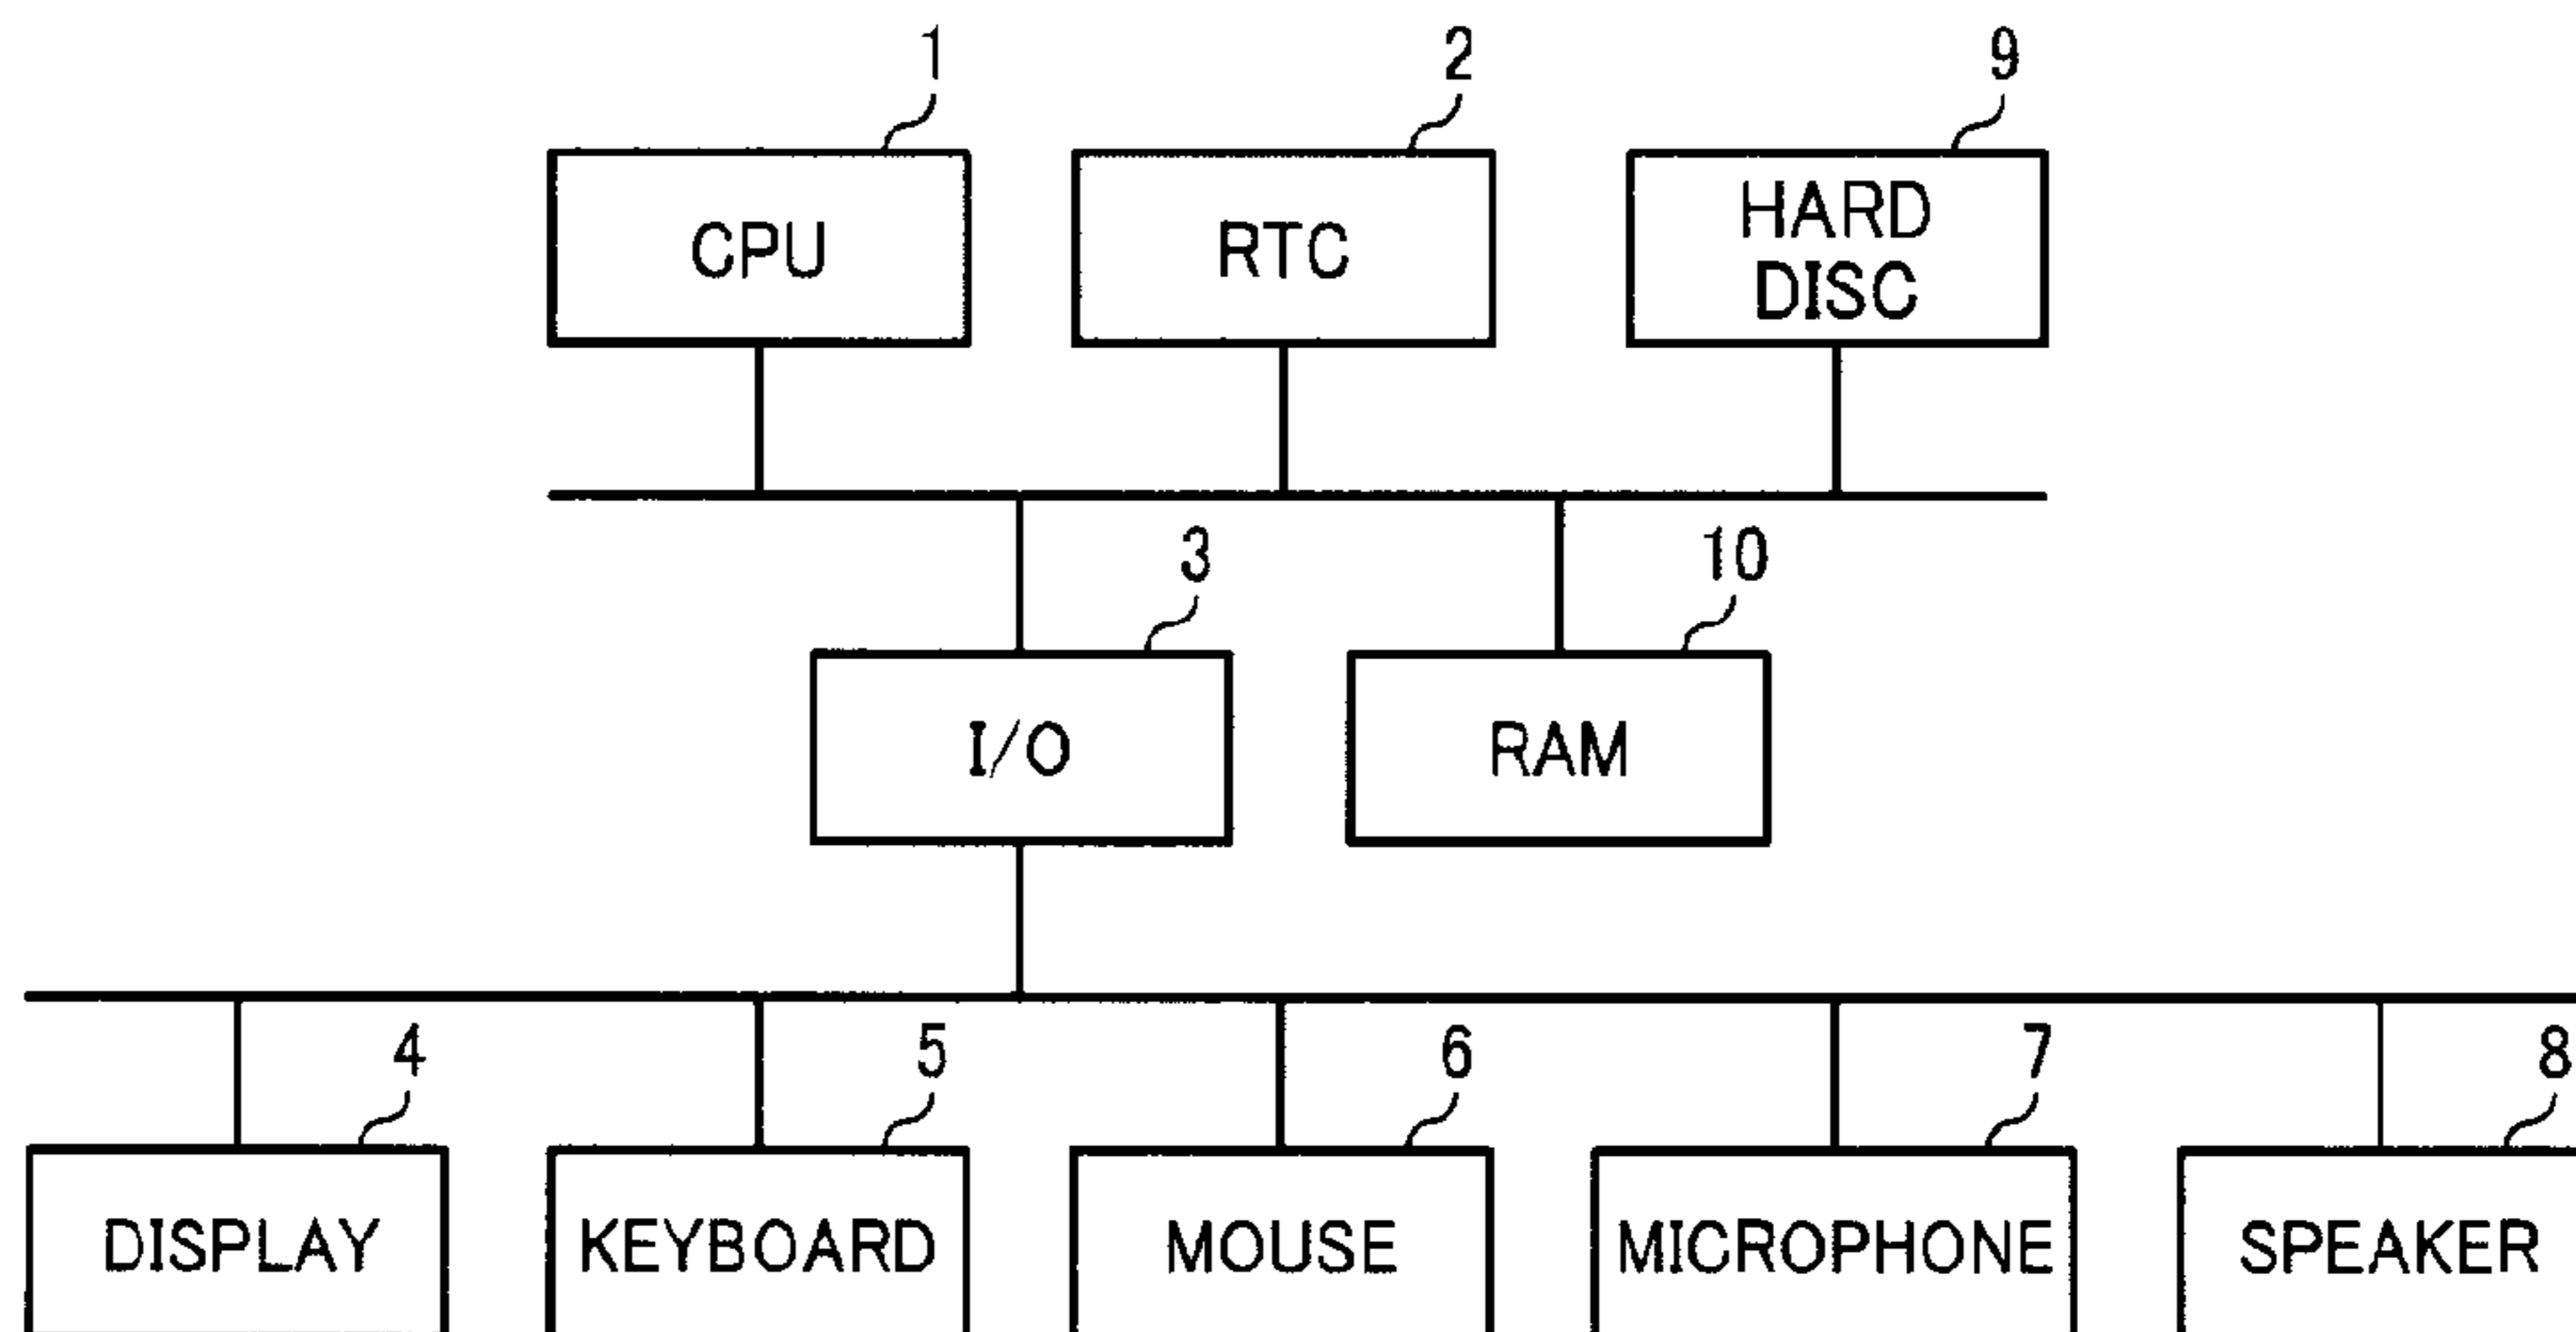 1
2
9
CPU
RTC
HARD
DISC
3
10
I/O
RAM
4
5
6
7
8
DISPLAY
KEYBOARD
MOUSE
MICROPHONE
SPEAKER